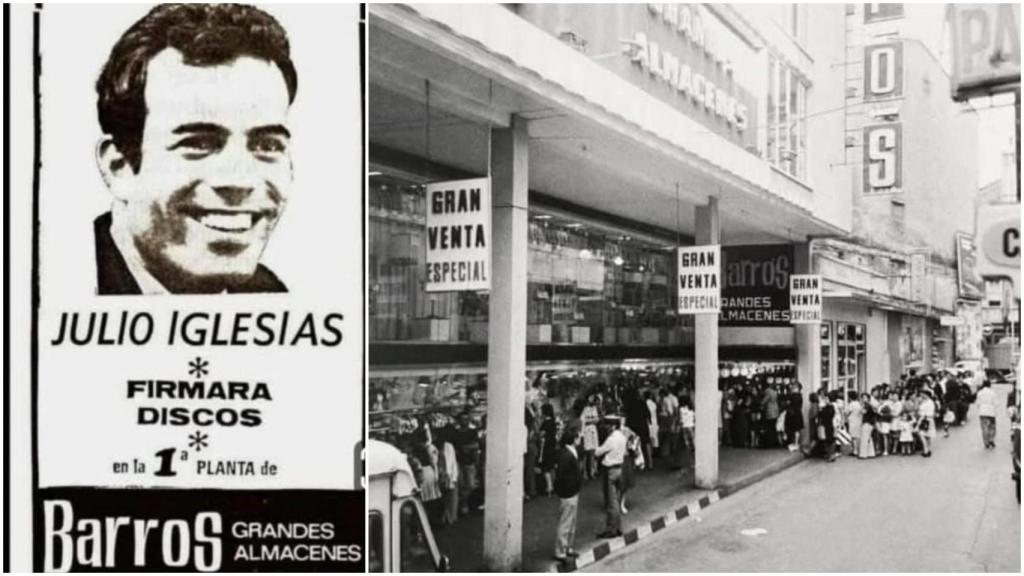 JULIO IGLESIAS
*
FIRMARA
DISCOS
*
en la 1ª PLANTA de
Barros GRANDES
ALMACENES
ALMACENES
GRAN
VENTA
ESPECIAL
GRAN
VENTA
ESPECIAL
Barros
GRANDES
ALMACENES
GRAN
VENTA
ESPECIAL
O
S
PA
C